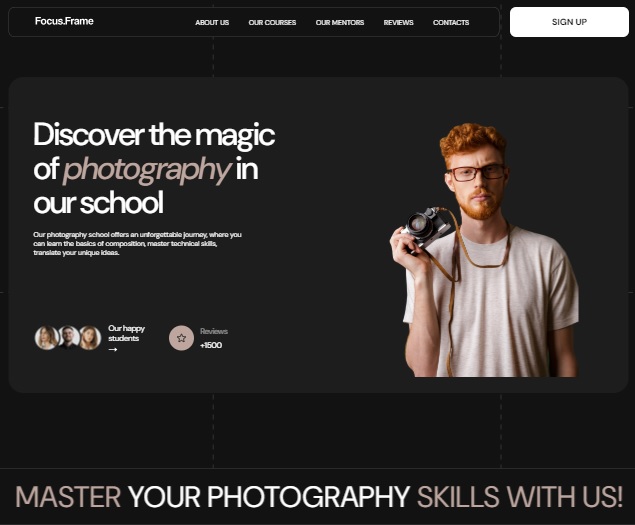 Focus.Frame
ABOUT US
OUR COURSES
OUR MENTORS
REVIEWS
CONTACTS
SIGN UP
Discover the magic
of photography in
our school
Our photography school offers an unforgettable journey, where you
can learn the basics of composition, master technical skills,
translate your unique ideas.
Our happy
students
→
Reviews
+1500
MASTER YOUR PHOTOGRAPHY SKILLS WITH US!